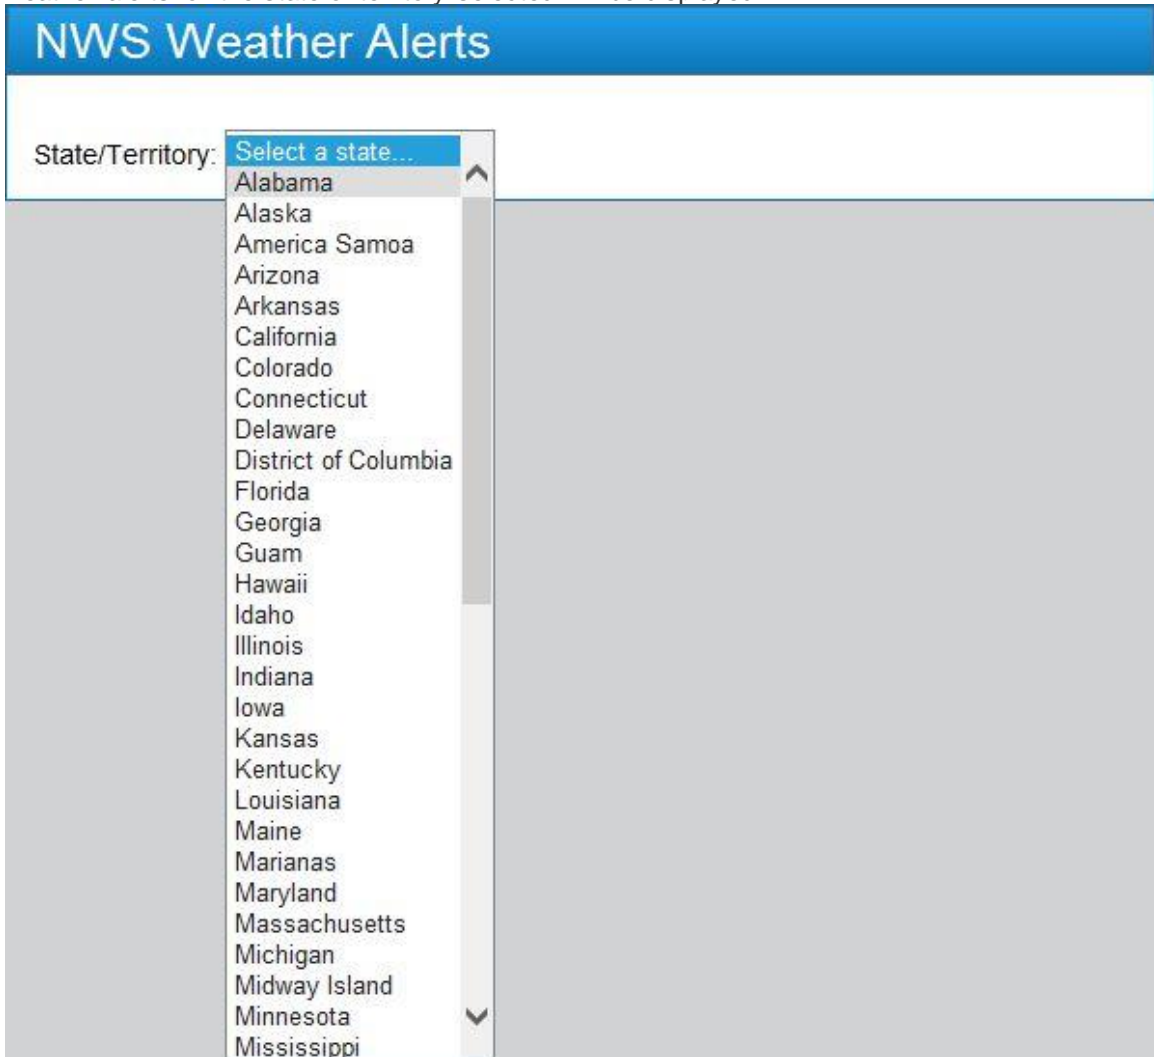 NWS Weather Alerts
State/Territory: Select a state...
Alabama
Alaska
America Samoa
Arizona
Arkansas
California
Colorado
Connecticut
Delaware
District of Columbia
Florida
Georgia
Guam
Hawaii
Idaho
Illinois
Indiana
Iowa
Kansas
Kentucky
Louisiana
Maine
Marianas
Maryland
Massachusetts
Michigan
Midway Island
Minnesota
Mississippi